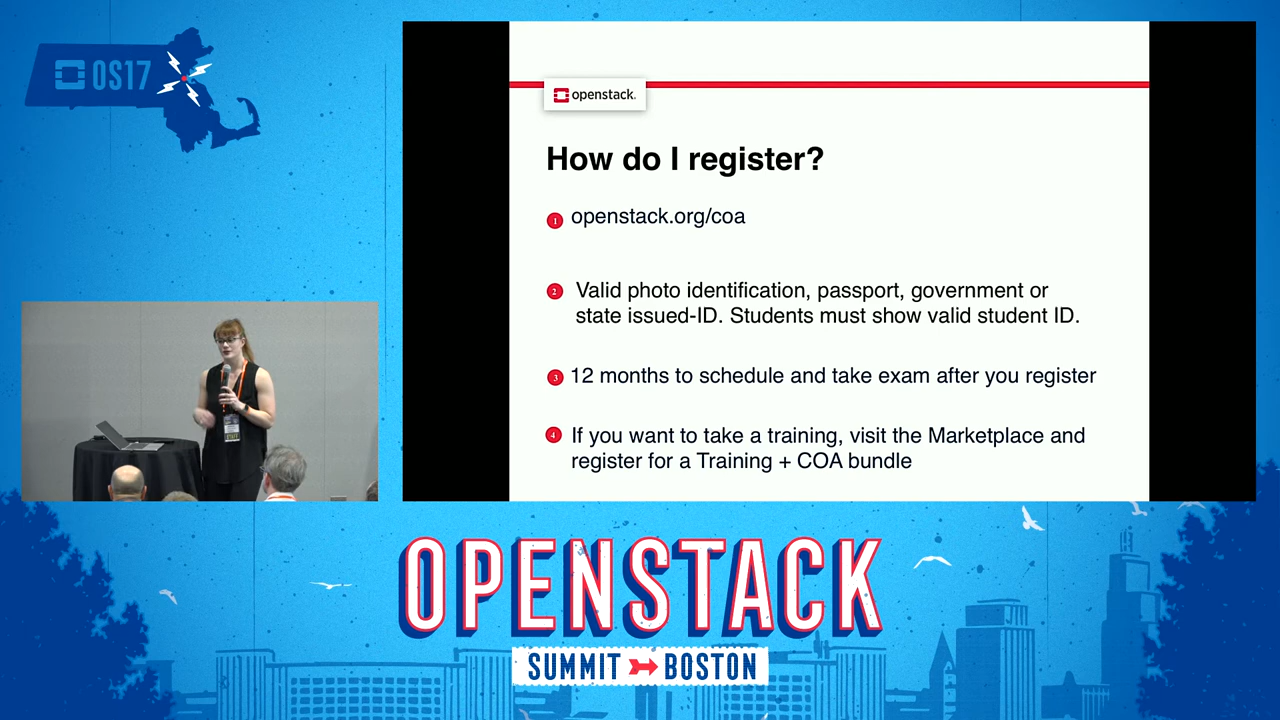 OS17
openstack.
How do I register?
1 openstack.org/coa
2 Valid photo identification, passport, government or
state issued-ID. Students must show valid student ID.
3 12 months to schedule and take exam after you register
4 If you want to take a training, visit the Marketplace and
register for a Training + COA bundle
STAFF
OPENSTACK
SUMMIT BOSTON